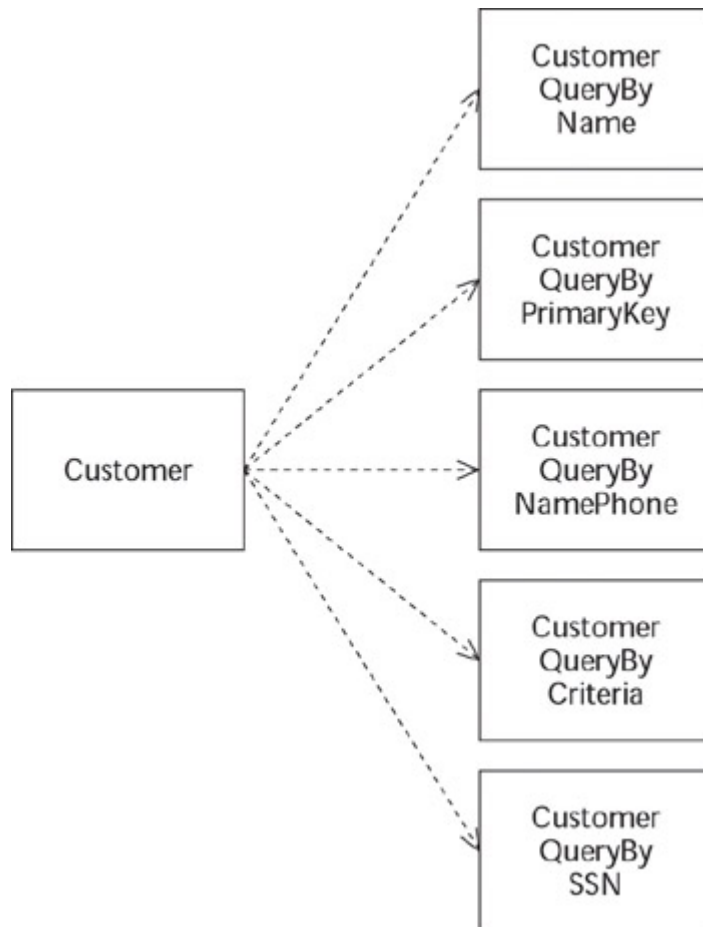 Customer
QueryBy
Name
Customer
QueryBy
PrimaryKey
Customer
Customer
QueryBy
NamePhone
Customer
QueryBy
Criteria
Customer
QueryBy
SSN